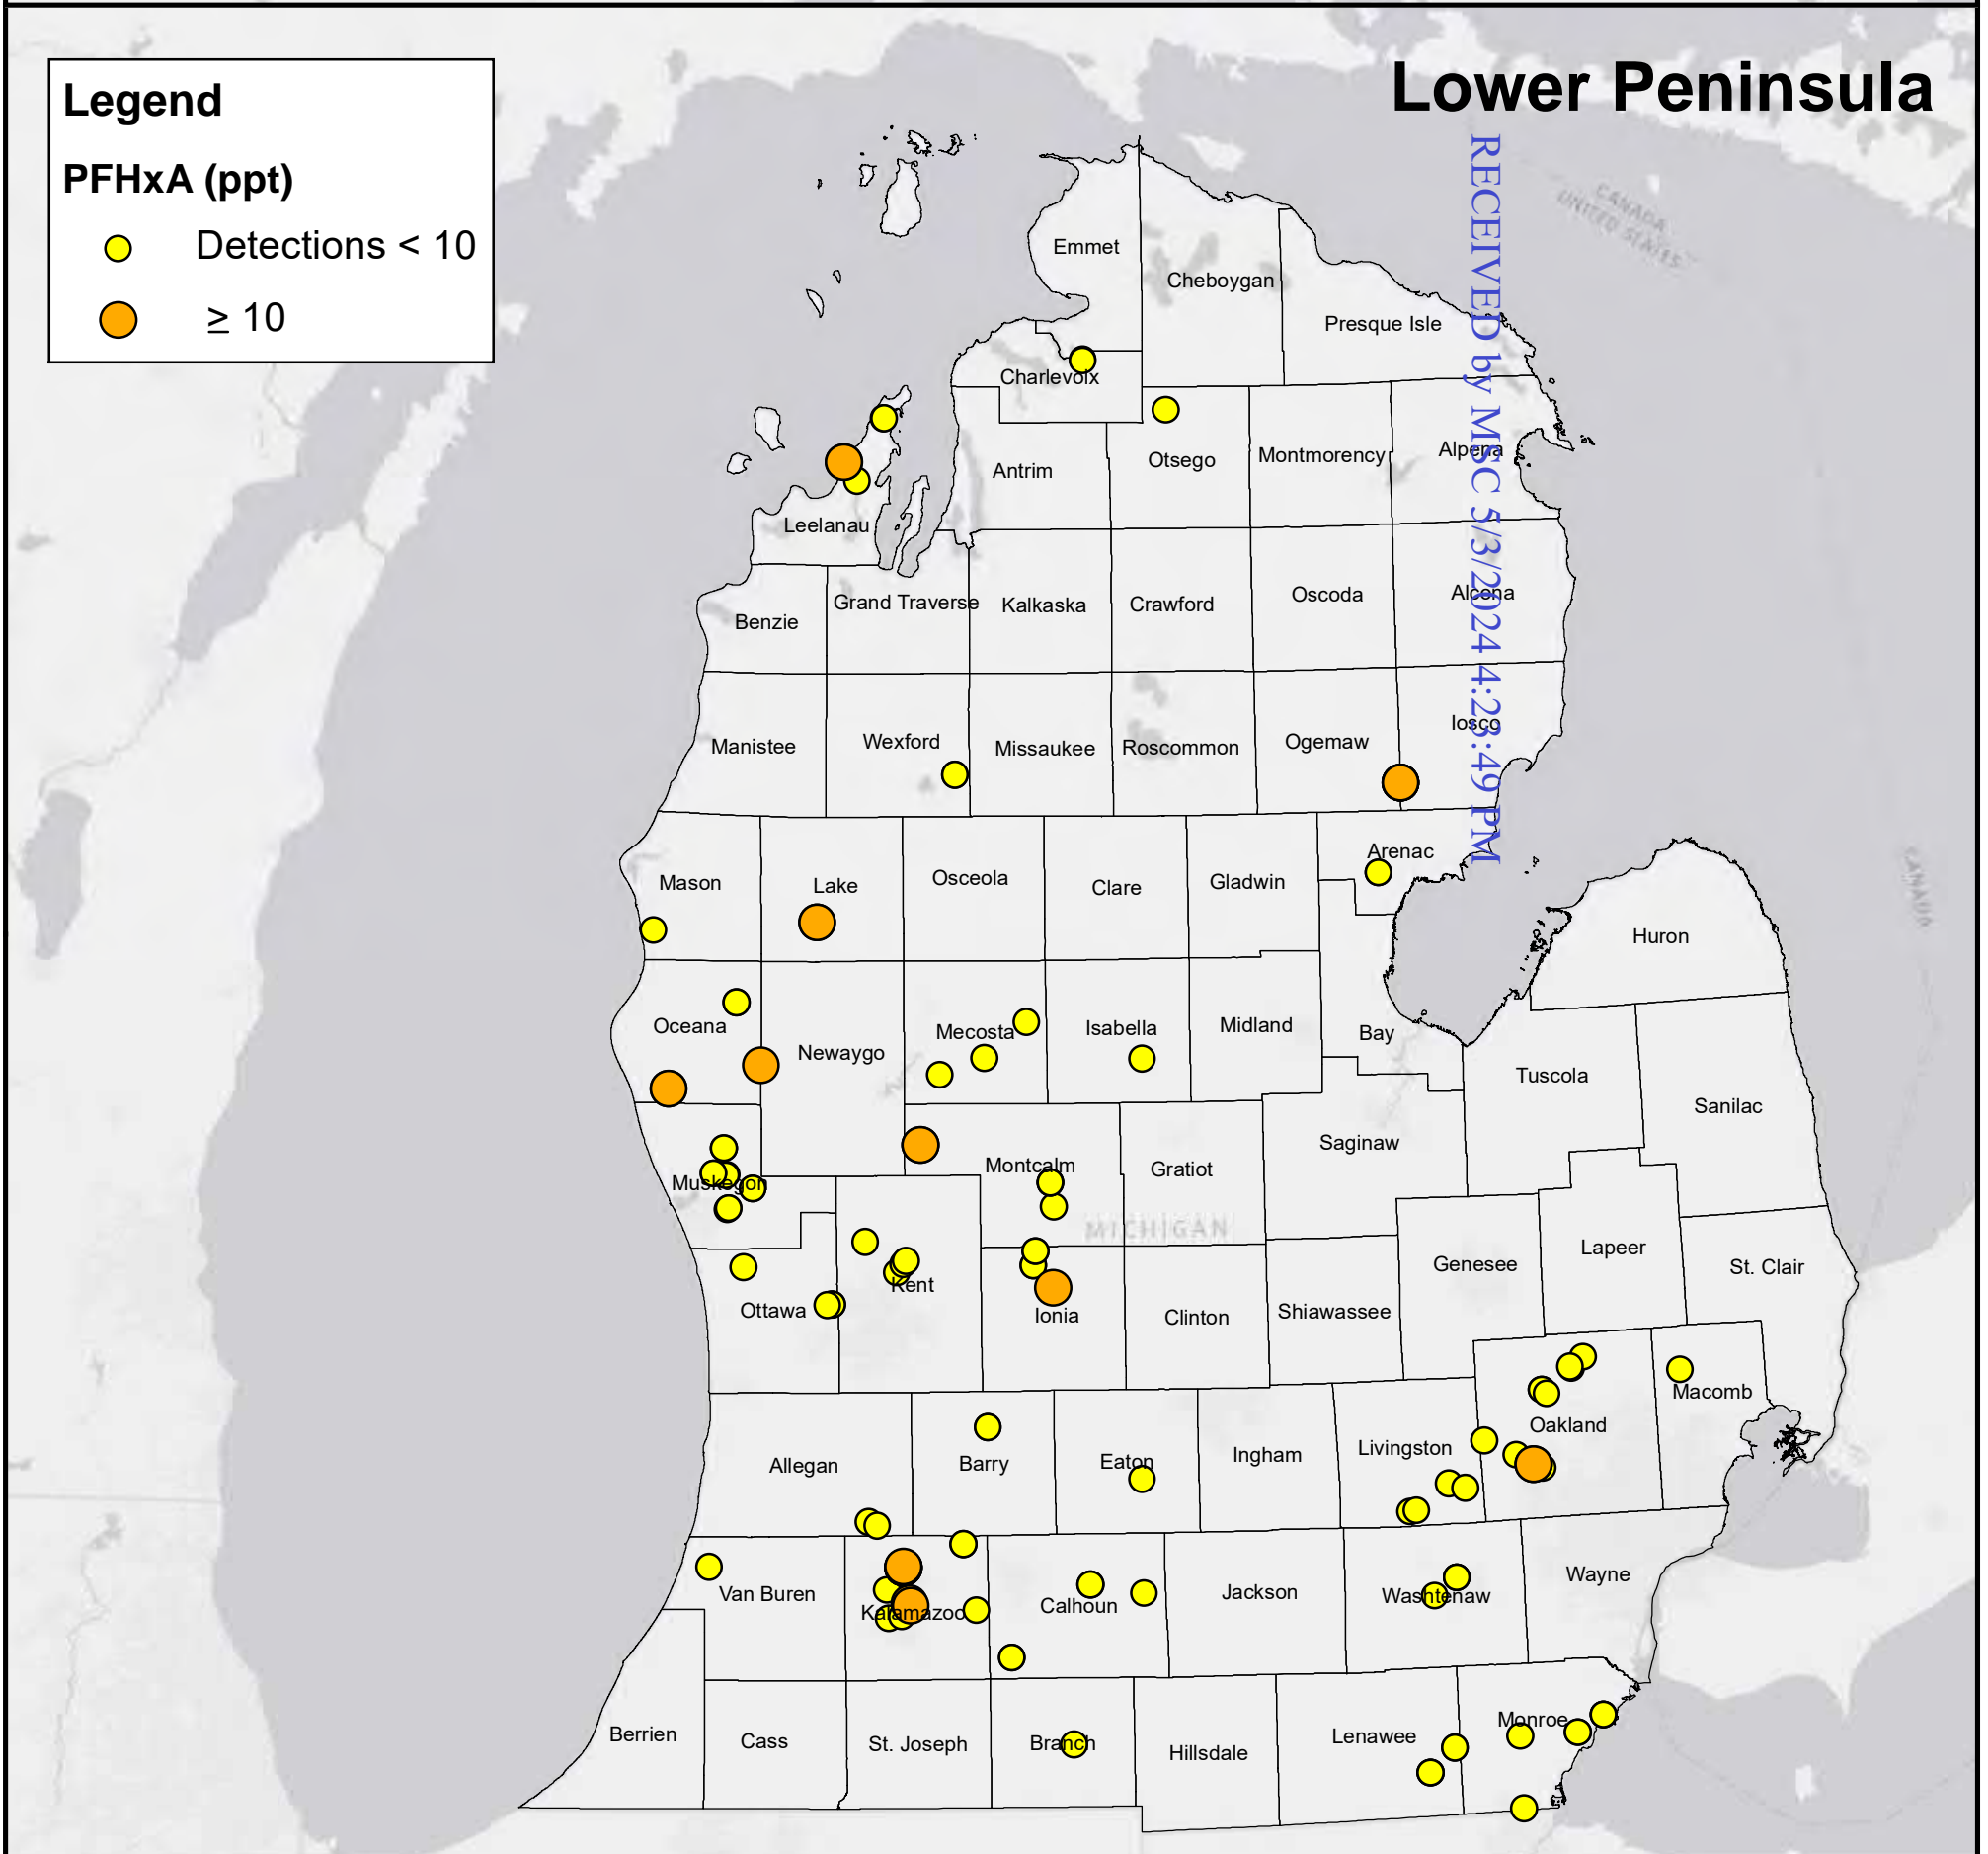 Lower Peninsula
Legend
PFHxA (ppt)
Detections < 10
≥ 10
RECEIVED by MSC 5/3/2024 4:23:49 PM
CANADA
UNITED STATES
Emmet
Cheboygan
Presque Isle
Charlevoix
Antrim
Otsego
Montmorency
Alpena
Leelanau
Benzie
Grand Traverse
Kalkaska
Crawford
Oscoda
Alcona
Manistee
Wexford
Missaukee
Roscommon
Ogemaw
Iosco
Mason
Lake
Osceola
Clare
Gladwin
Arenac
CANADA
Huron
Oceana
Newaygo
Mecosta
Isabella
Midland
Bay
Tuscola
Sanilac
Muskegon
Montcalm
Gratiot
Saginaw
MICHIGAN
Ottawa
Kent
Ionia
Clinton
Shiawassee
Genesee
Lapeer
St. Clair
Allegan
Barry
Eaton
Ingham
Livingston
Oakland
Macomb
Van Buren
Kalamazoo
Calhoun
Jackson
Washtenaw
Wayne
Berrien
Cass
St. Joseph
Branch
Hillsdale
Lenawee
Monroe